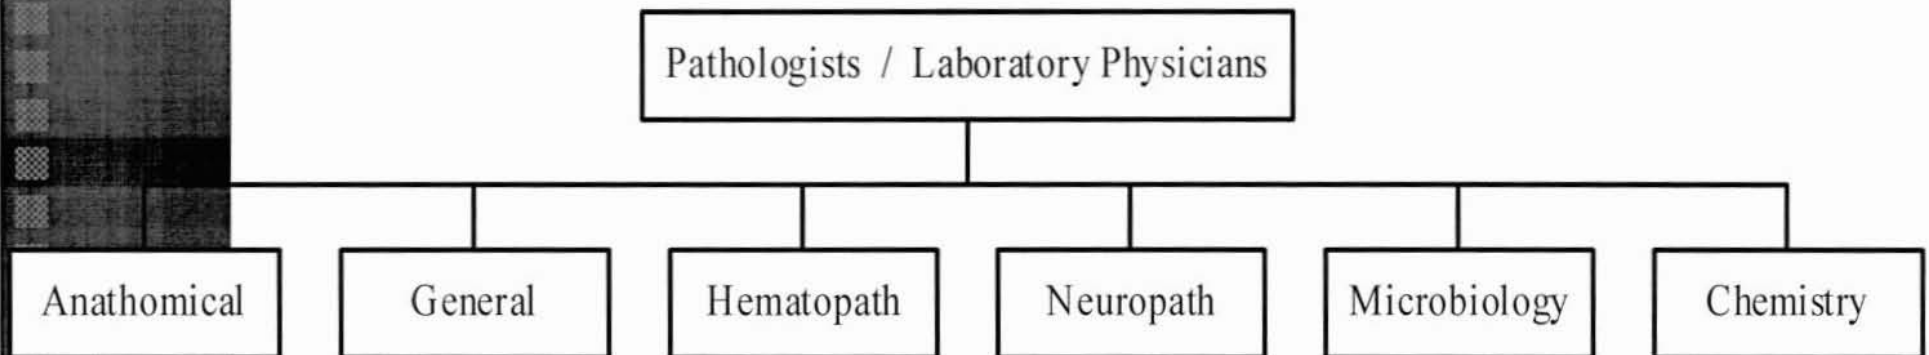 Pathologists / Laboratory Physicians
Anathomical
General
Hematopath
Neuropath
Microbiology
Chemistry